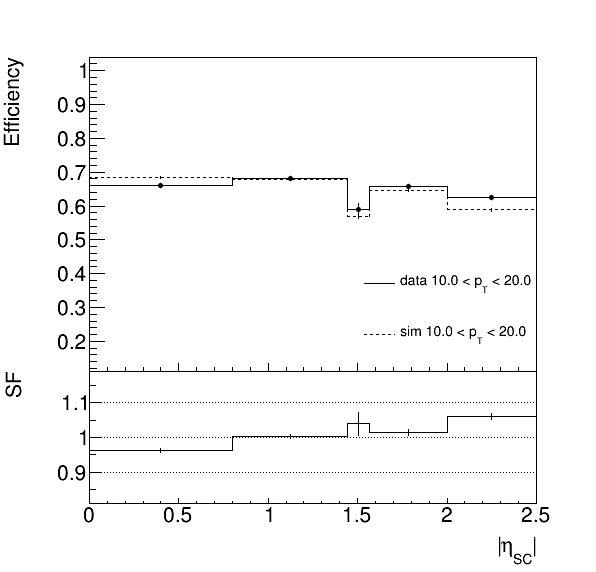 Efficiency
1
0.9
0.8
0.7
0.6
0.5
0.4
0.3
0.2
data 10.0 < p_T < 20.0
sim 10.0 < p_T < 20.0
SF
1.1
1
0.9
0 0.5 1 1.5 2 2.5
|η_SC|